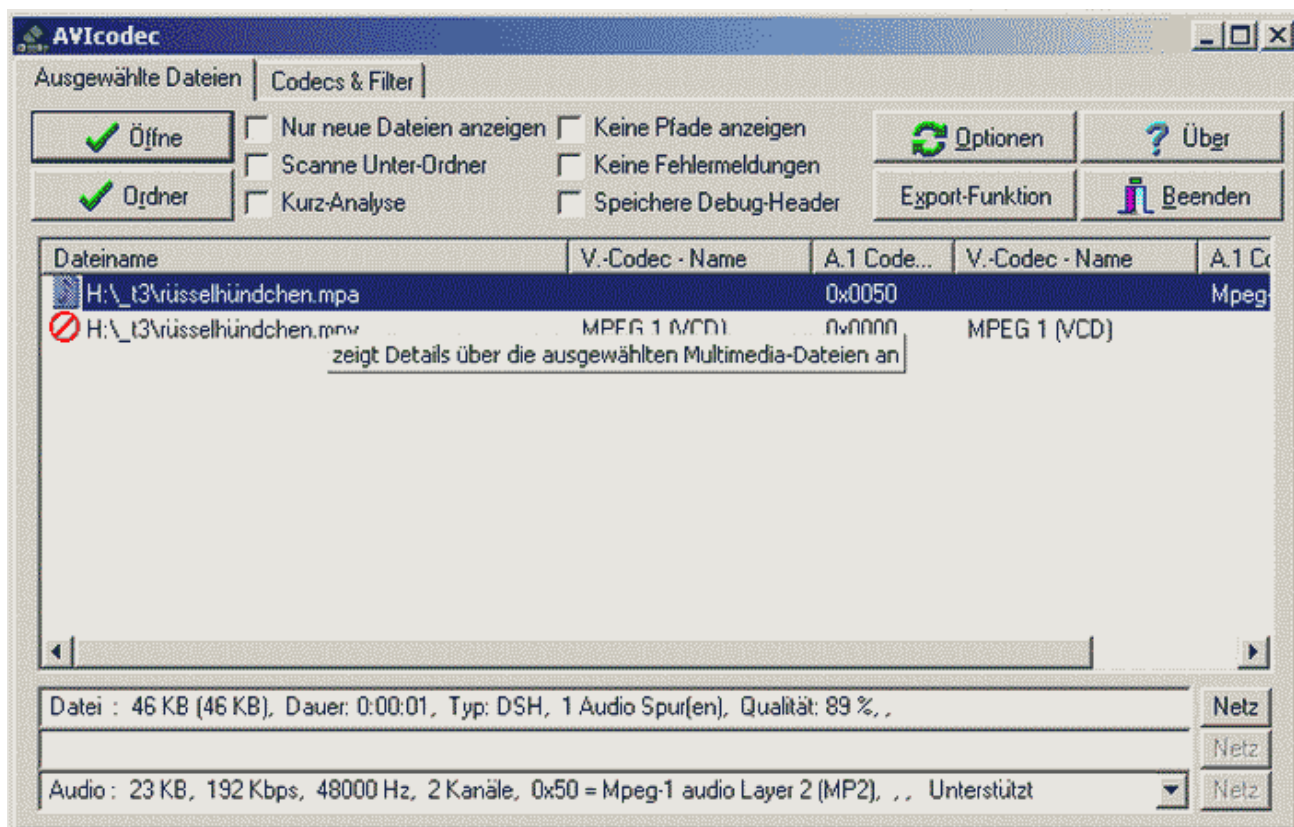 AVIcodec
Ausgewählte Dateien Codecs & Filter
Öffne Nur neue Dateien anzeigen Keine Pfade anzeigen Optionen Über
Scanne Unter-Ordner Keine Fehlermeldungen
Ordner Kurz-Analyse Speichere Debug-Header Export-Funktion Beenden
Dateiname V.-Codec - Name A.1 Code... V.-Codec - Name A.1 Co
H:\_t3\rüsselhündchen.mpa 0x0050 Mpeg-
H:\_t3\rüsselhündchen.mpv MPEG 1 (VCD) 0x0000 MPEG 1 (VCD)
zeigt Details über die ausgewählten Multimedia-Dateien an
Datei : 46 KB (46 KB), Dauer: 0:00:01, Typ: DSH, 1 Audio Spur(en), Qualität: 89 %, , Netz
Netz
Audio : 23 KB, 192 Kbps, 48000 Hz, 2 Kanäle, 0x50 = Mpeg-1 audio Layer 2 (MP2), , , Unterstützt Netz